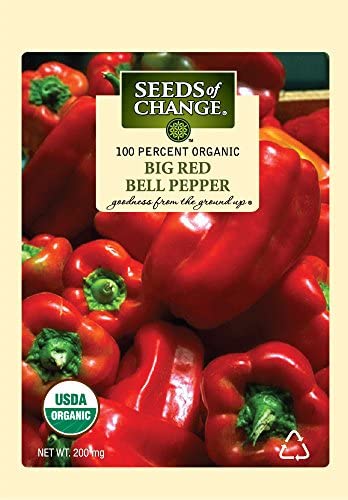 SEEDS of
CHANGE®
™
100 PERCENT ORGANIC
BIG RED
BELL PEPPER
goodness from the ground up®
USDA
ORGANIC
NET WT. 200 mg